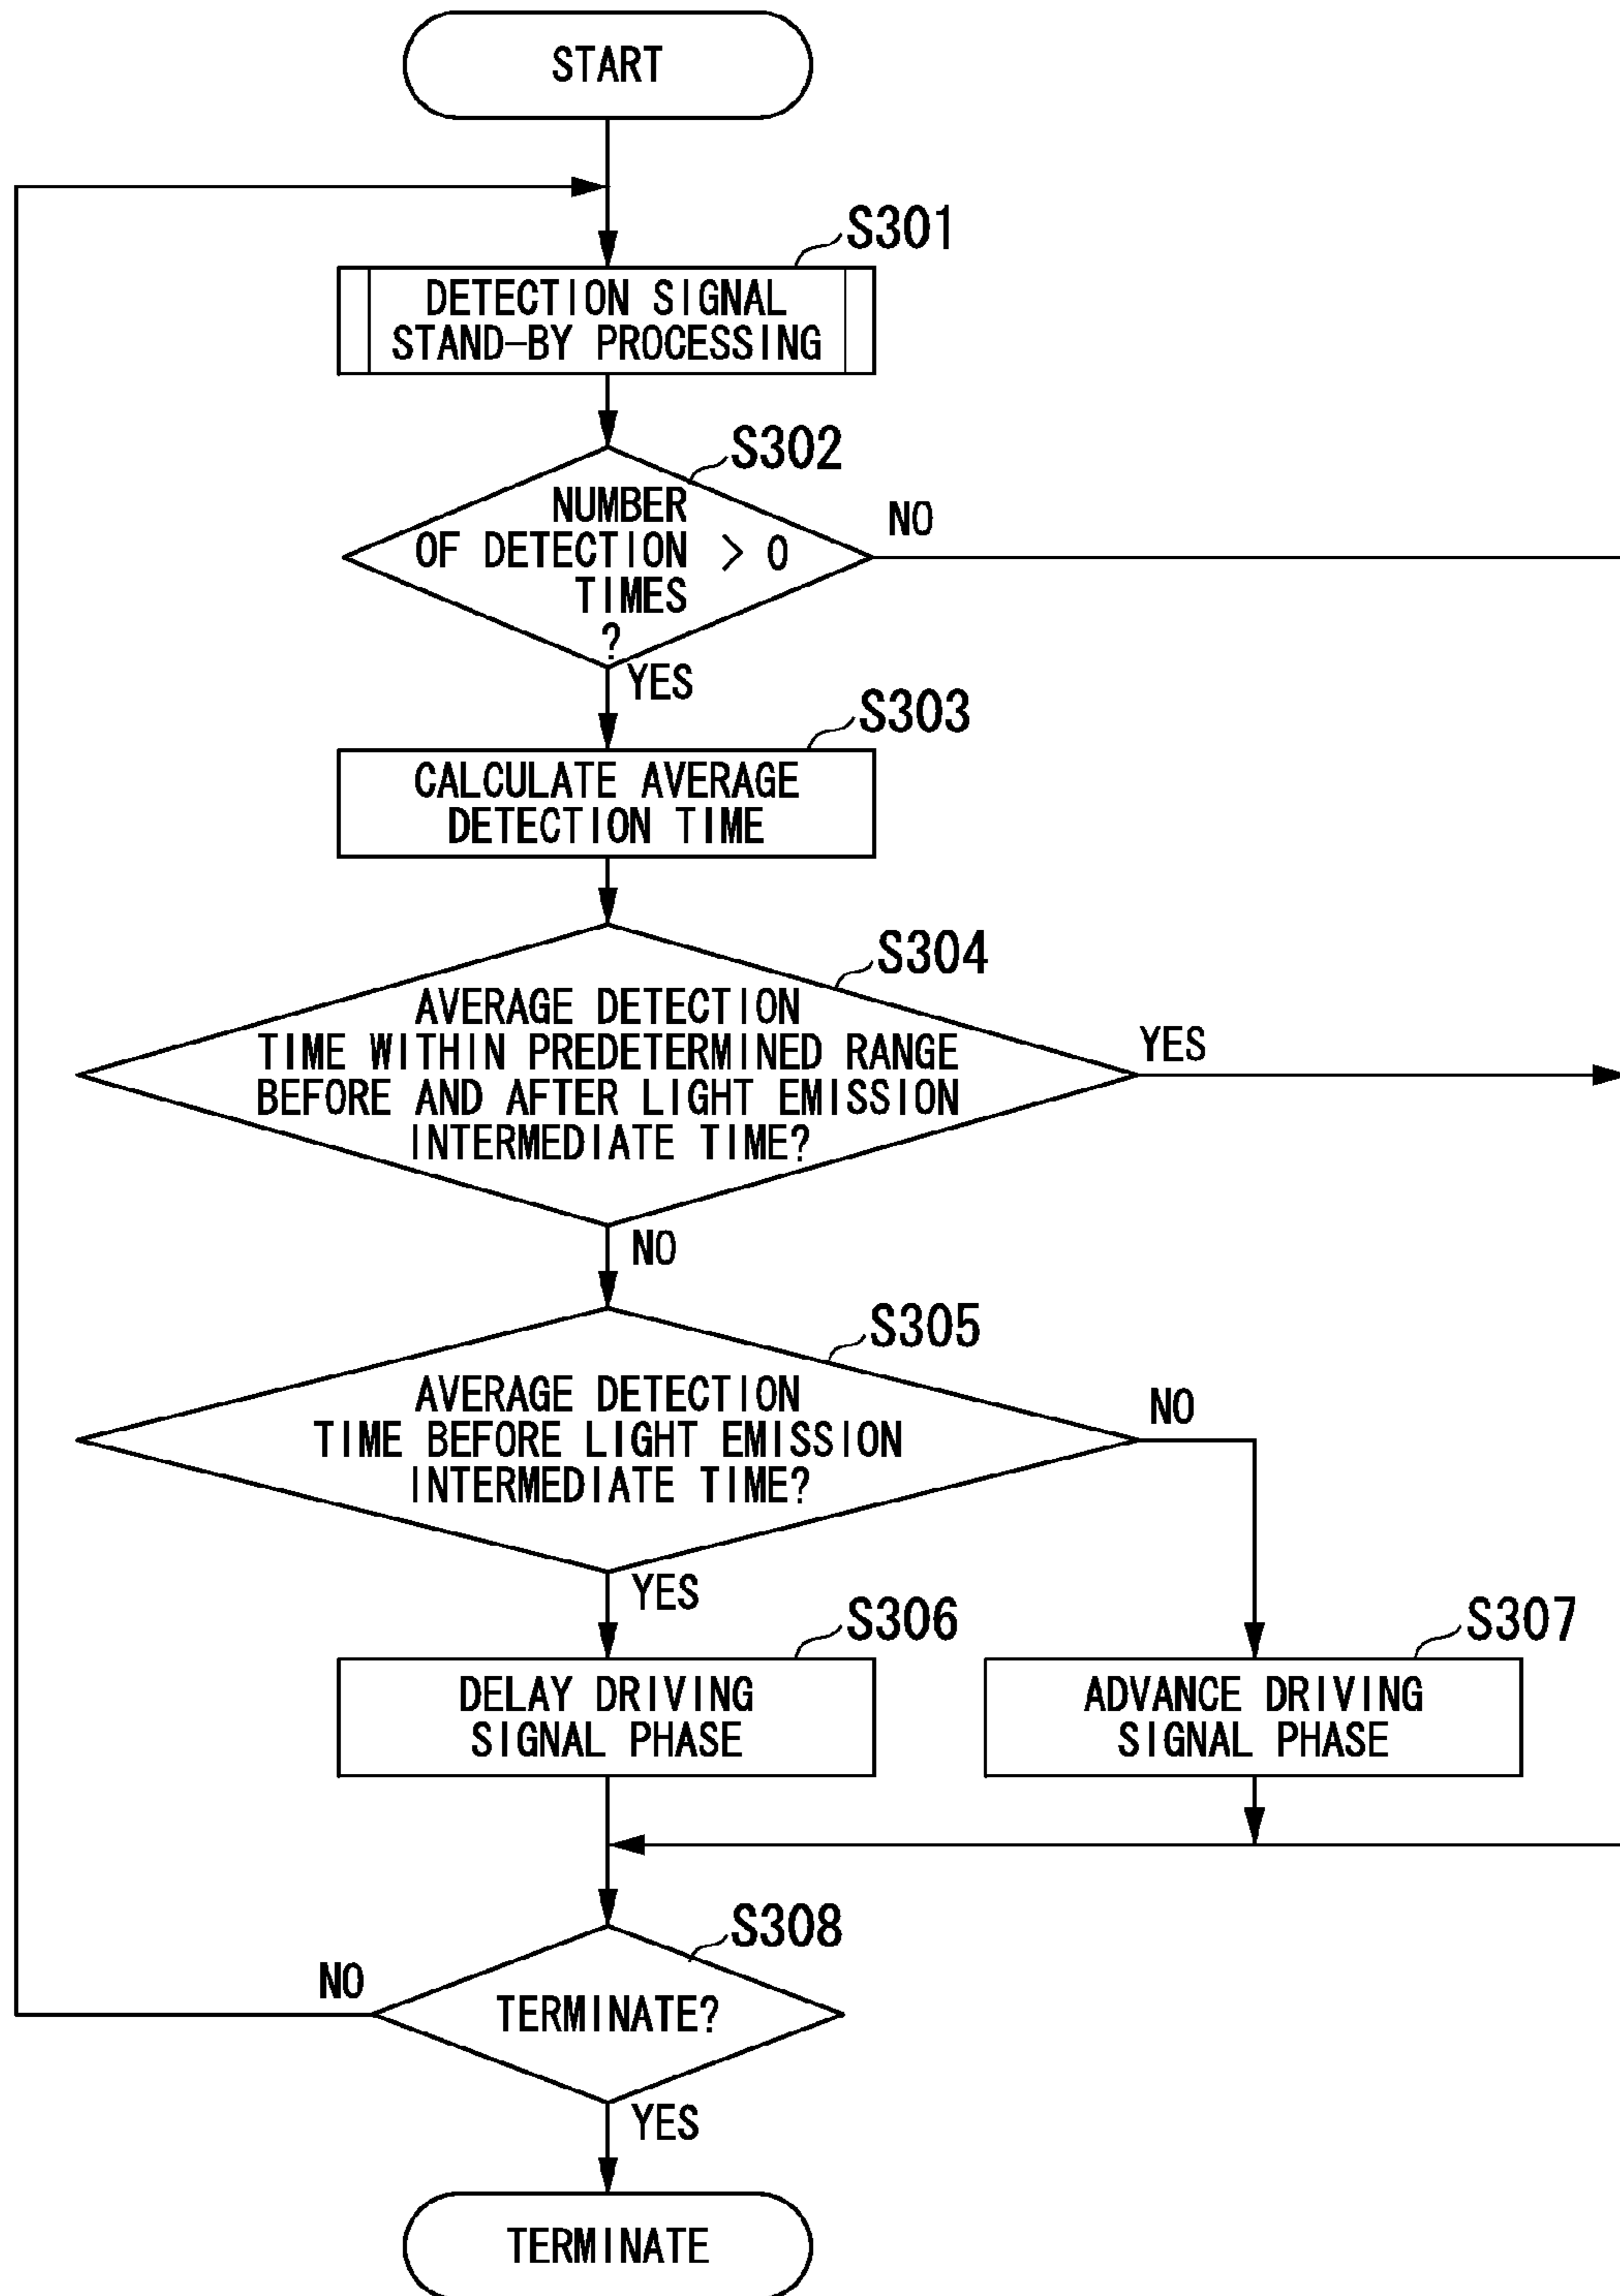 START
S301
DETECTION SIGNAL
STAND-BY PROCESSING
S302
NUMBER
OF DETECTION > 0
TIMES
?
NO
YES
S303
CALCULATE AVERAGE
DETECTION TIME
S304
AVERAGE DETECTION
TIME WITHIN PREDETERMINED RANGE
BEFORE AND AFTER LIGHT EMISSION
INTERMEDIATE TIME?
YES
NO
S305
AVERAGE DETECTION
TIME BEFORE LIGHT EMISSION
INTERMEDIATE TIME?
NO
YES
S306
DELAY DRIVING
SIGNAL PHASE
S307
ADVANCE DRIVING
SIGNAL PHASE
S308
TERMINATE?
NO
YES
TERMINATE